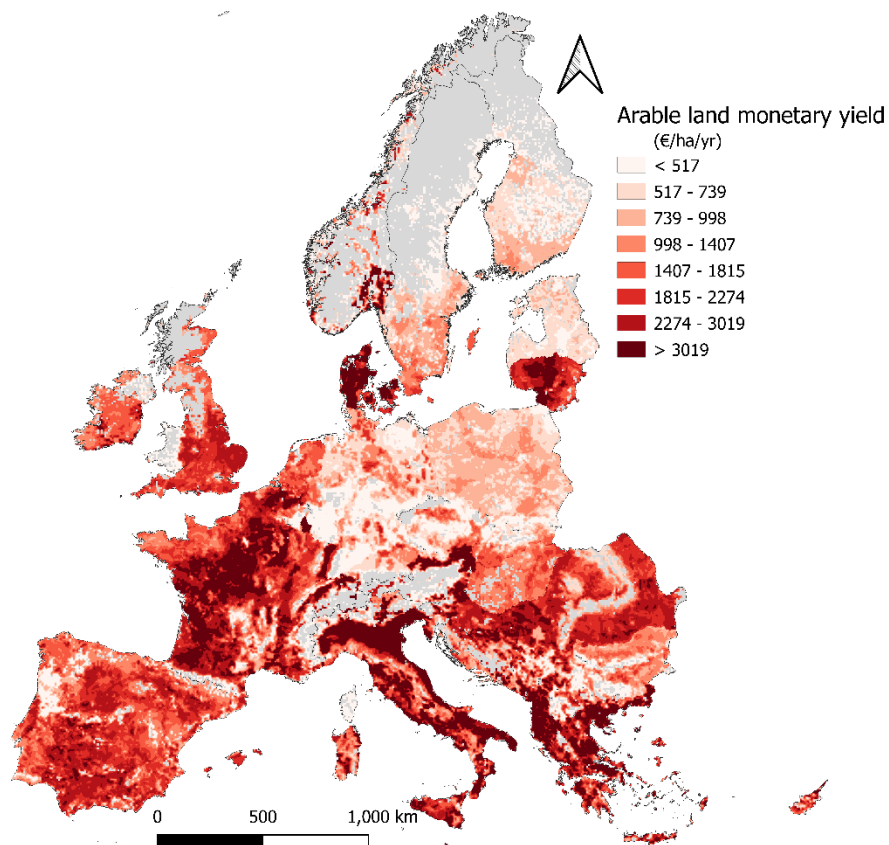 Arable land monetary yield
(€/ha/yr)
< 517
517 - 739
739 - 998
998 - 1407
1407 - 1815
1815 - 2274
2274 - 3019
> 3019
0 500 1,000 km